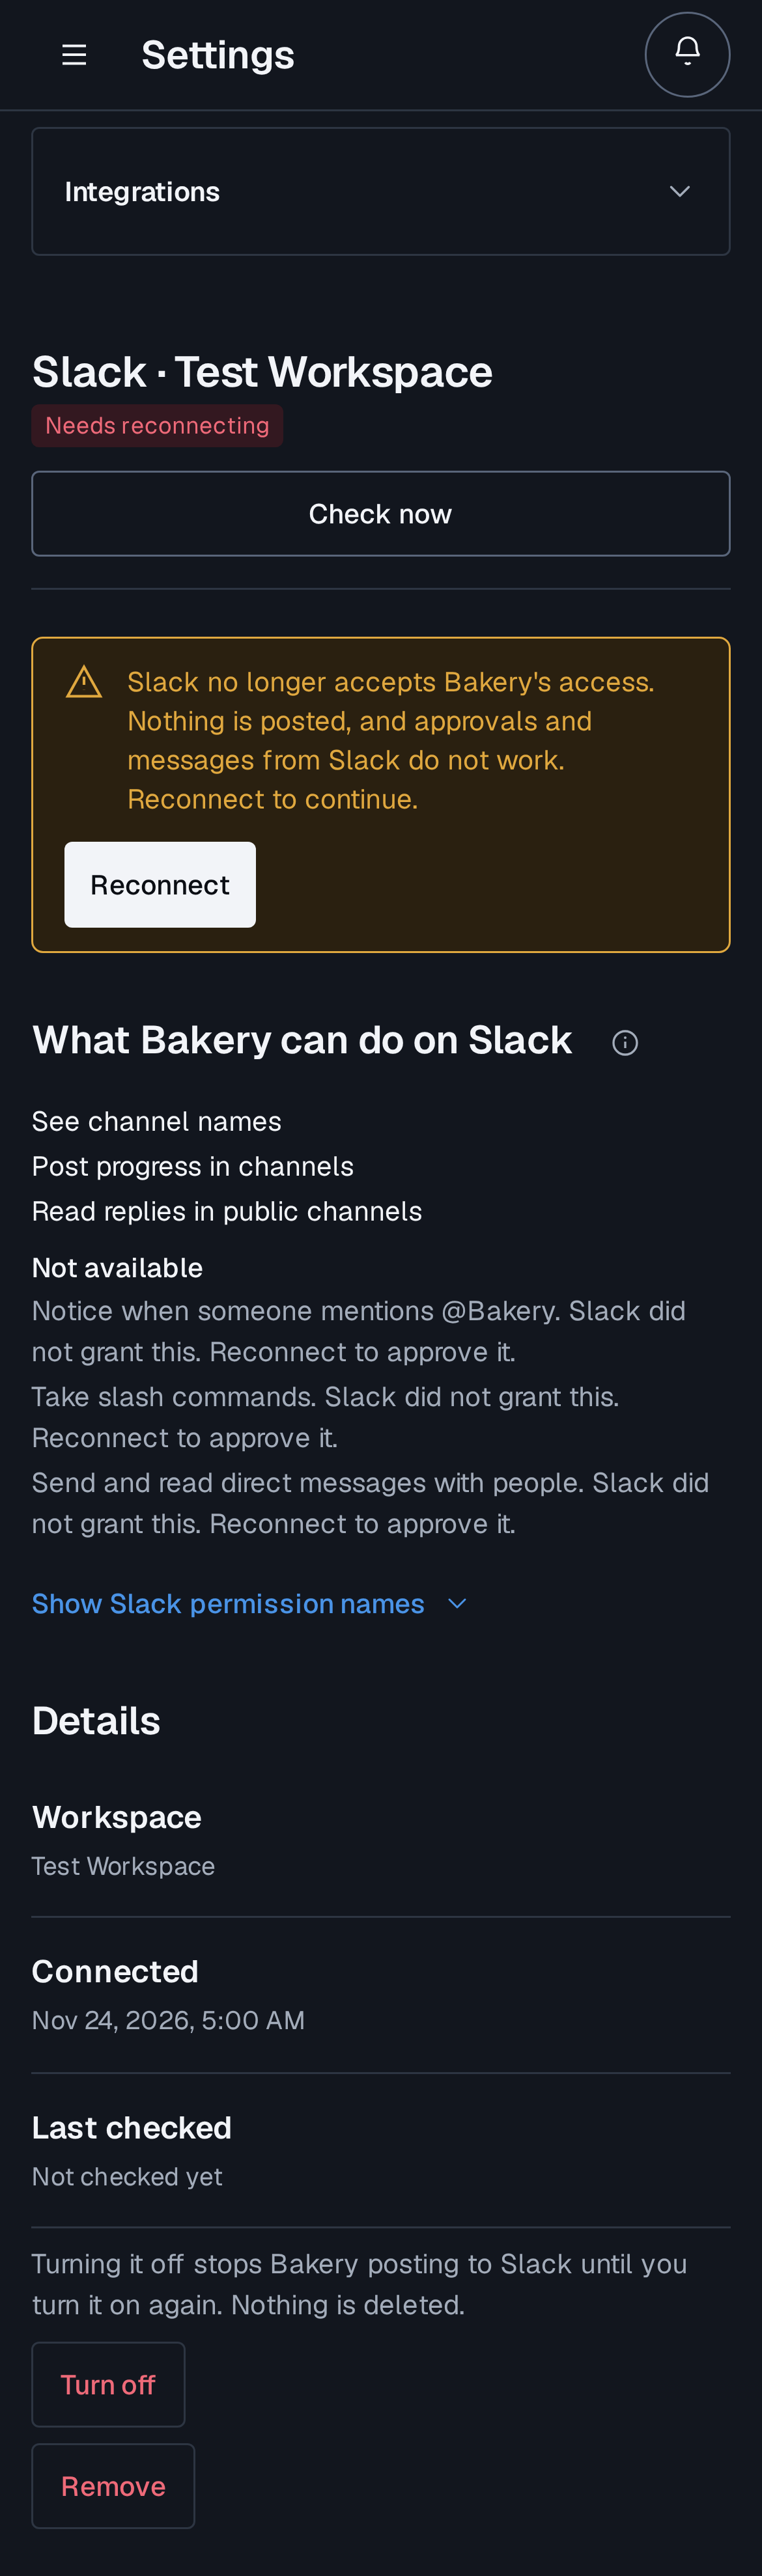 Settings
Integrations
Slack · Test Workspace
Needs reconnecting
Check now
Slack no longer accepts Bakery's access.
Nothing is posted, and approvals and
messages from Slack do not work.
Reconnect to continue.
Reconnect
What Bakery can do on Slack
See channel names
Post progress in channels
Read replies in public channels
Not available
Notice when someone mentions @Bakery. Slack did
not grant this. Reconnect to approve it.
Take slash commands. Slack did not grant this.
Reconnect to approve it.
Send and read direct messages with people. Slack did
not grant this. Reconnect to approve it.
Show Slack permission names
Details
Workspace
Test Workspace
Connected
Nov 24, 2026, 5:00 AM
Last checked
Not checked yet
Turning it off stops Bakery posting to Slack until you
turn it on again. Nothing is deleted.
Turn off
Remove